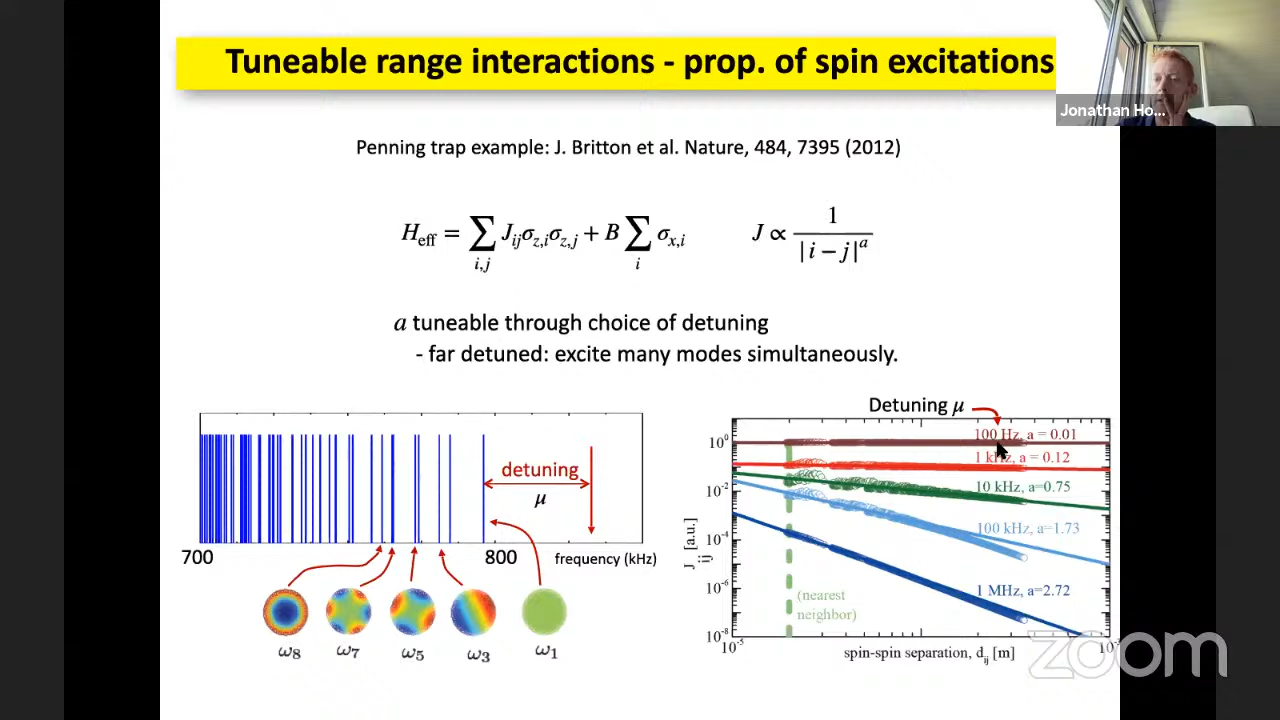 Tuneable range interactions - prop. of spin excitations
Jonathan Ho...
Penning trap example: J. Britton et al. Nature, 484, 7395 (2012)
H_eff = ∑_{i,j} J_{ij} σ_{z,i} σ_{z,j} + B ∑_i σ_{x,i}    J ∝ 1 / |i − j|^a
a tuneable through choice of detuning
- far detuned: excite many modes simultaneously.
detuning
μ
700
800
frequency (kHz)
ω8
ω7
ω5
ω3
ω1
Detuning μ
100 Hz, a = 0.01
1 kHz, a = 0.12
10 kHz, a=0.75
100 kHz, a=1.73
1 MHz, a=2.72
(nearest
neighbor)
J_ij [a.u.]
10^0
10^-2
10^-4
10^-6
10^-8
10^-5
spin-spin separation, d_ij [m]
zoom